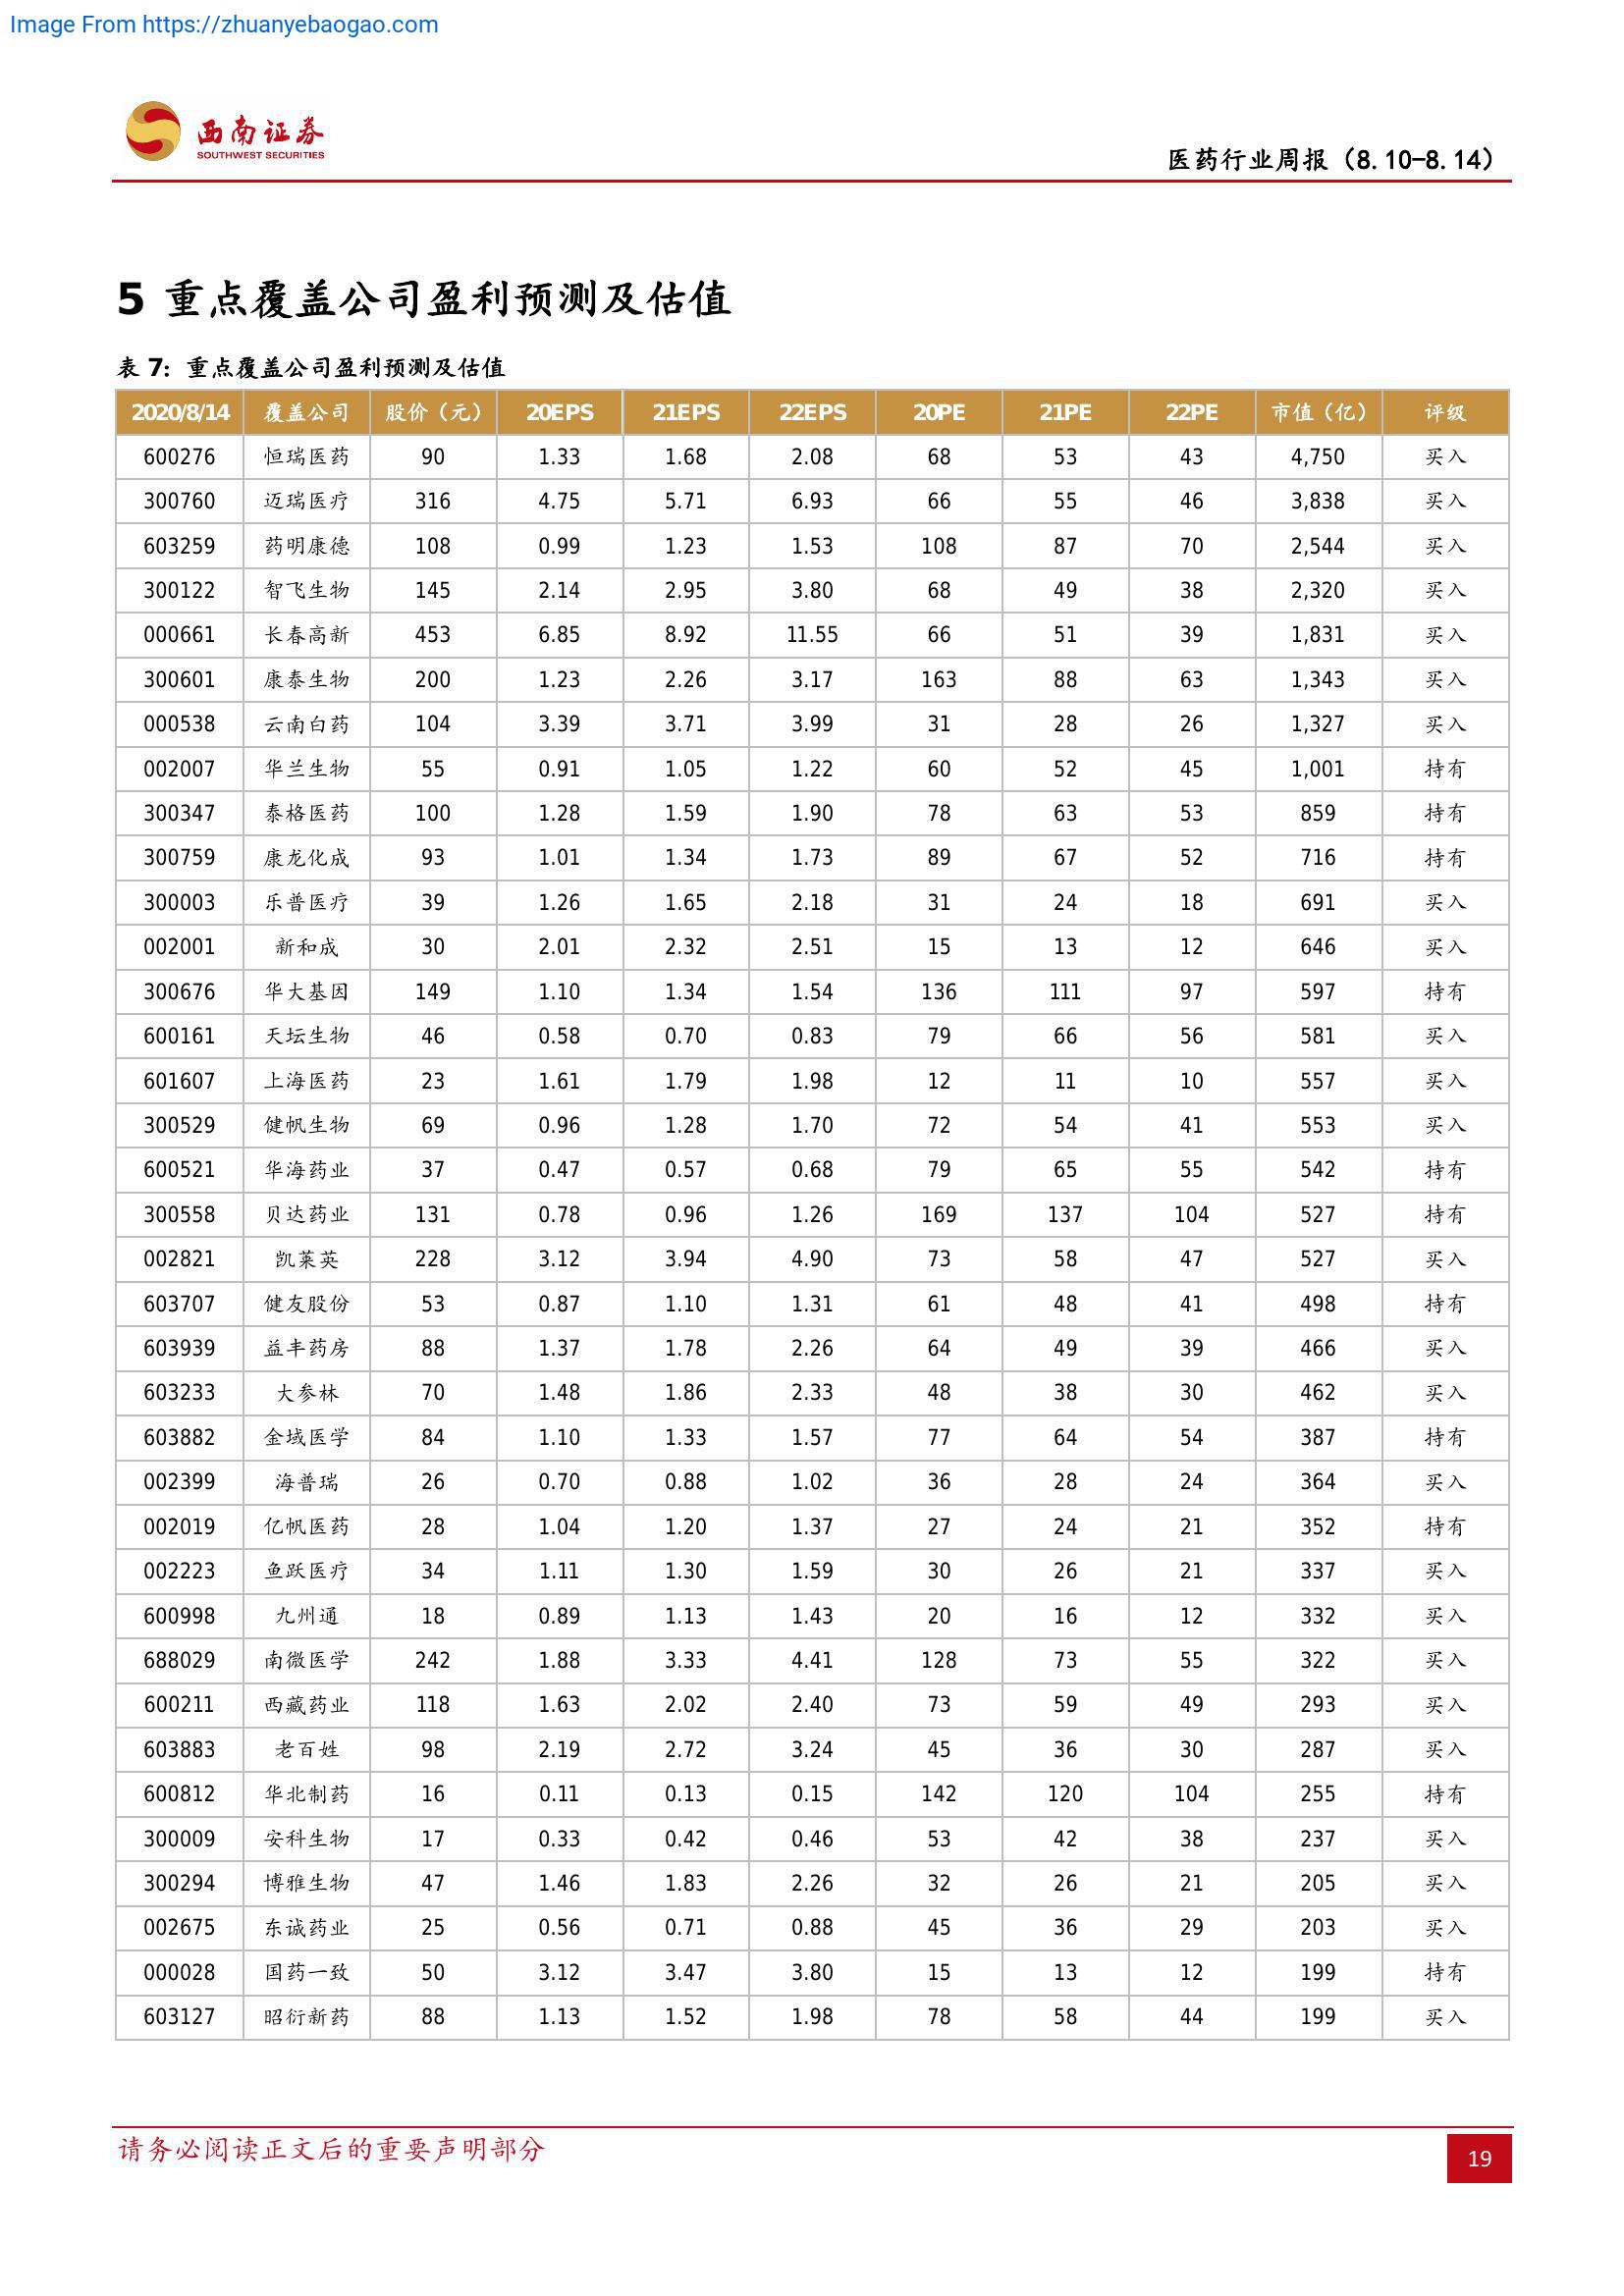 Image From https://zhuanyebaogao.com
西南证券
SOUTHWEST SECURITIES
医药行业周报（8.10-8.14）
5 重点覆盖公司盈利预测及估值
表 7：重点覆盖公司盈利预测及估值
2020/8/14 覆盖公司 股价（元） 20EPS 21EPS 22EPS 20PE 21PE 22PE 市值（亿） 评级
600276 恒瑞医药 90 1.33 1.68 2.08 68 53 43 4,750 买入
300760 迈瑞医疗 316 4.75 5.71 6.93 66 55 46 3,838 买入
603259 药明康德 108 0.99 1.23 1.53 108 87 70 2,544 买入
300122 智飞生物 145 2.14 2.95 3.80 68 49 38 2,320 买入
000661 长春高新 453 6.85 8.92 11.55 66 51 39 1,831 买入
300601 康泰生物 200 1.23 2.26 3.17 163 88 63 1,343 买入
000538 云南白药 104 3.39 3.71 3.99 31 28 26 1,327 买入
002007 华兰生物 55 0.91 1.05 1.22 60 52 45 1,001 持有
300347 泰格医药 100 1.28 1.59 1.90 78 63 53 859 持有
300759 康龙化成 93 1.01 1.34 1.73 89 67 52 716 持有
300003 乐普医疗 39 1.26 1.65 2.18 31 24 18 691 买入
002001 新和成 30 2.01 2.32 2.51 15 13 12 646 买入
300676 华大基因 149 1.10 1.34 1.54 136 111 97 597 持有
600161 天坛生物 46 0.58 0.70 0.83 79 66 56 581 买入
601607 上海医药 23 1.61 1.79 1.98 12 11 10 557 买入
300529 健帆生物 69 0.96 1.28 1.70 72 54 41 553 买入
600521 华海药业 37 0.47 0.57 0.68 79 65 55 542 持有
300558 贝达药业 131 0.78 0.96 1.26 169 137 104 527 持有
002821 凯莱英 228 3.12 3.94 4.90 73 58 47 527 买入
603707 健友股份 53 0.87 1.10 1.31 61 48 41 498 持有
603939 益丰药房 88 1.37 1.78 2.26 64 49 39 466 买入
603233 大参林 70 1.48 1.86 2.33 48 38 30 462 买入
603882 金域医学 84 1.10 1.33 1.57 77 64 54 387 持有
002399 海普瑞 26 0.70 0.88 1.02 36 28 24 364 买入
002019 亿帆医药 28 1.04 1.20 1.37 27 24 21 352 持有
002223 鱼跃医疗 34 1.11 1.30 1.59 30 26 21 337 买入
600998 九州通 18 0.89 1.13 1.43 20 16 12 332 买入
688029 南微医学 242 1.88 3.33 4.41 128 73 55 322 买入
600211 西藏药业 118 1.63 2.02 2.40 73 59 49 293 买入
603883 老百姓 98 2.19 2.72 3.24 45 36 30 287 买入
600812 华北制药 16 0.11 0.13 0.15 142 120 104 255 持有
300009 安科生物 17 0.33 0.42 0.46 53 42 38 237 买入
300294 博雅生物 47 1.46 1.83 2.26 32 26 21 205 买入
002675 东诚药业 25 0.56 0.71 0.88 45 36 29 203 买入
000028 国药一致 50 3.12 3.47 3.80 15 13 12 199 持有
603127 昭衍新药 88 1.13 1.52 1.98 78 58 44 199 买入
请务必阅读正文后的重要声明部分
19